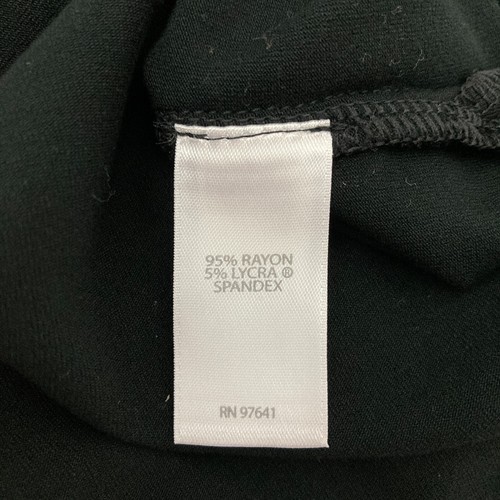 95% RAYON
5% LYCRA ®
SPANDEX
RN 97641